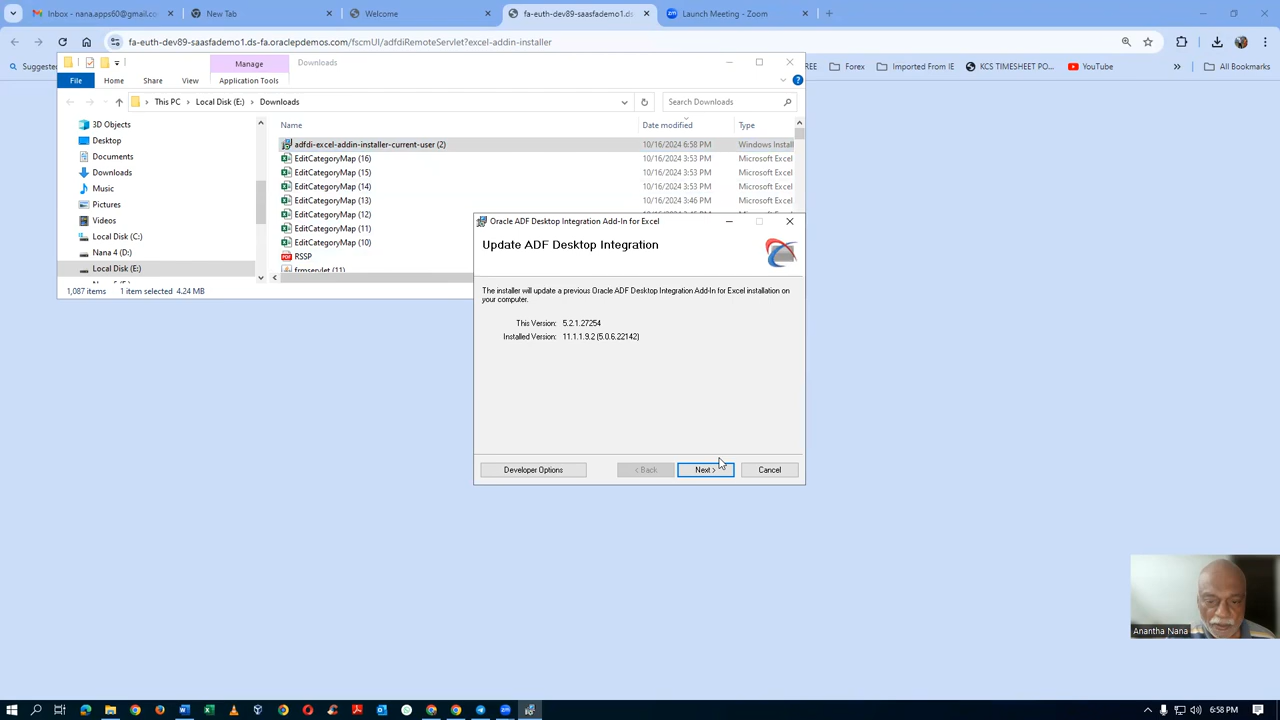 Inbox - nana.apps60@gmail.co
New Tab
Welcome
fa-euth-dev89-saasfademo1.ds
Launch Meeting - Zoom
fa-euth-dev89-saasfademo1.ds-fa.oraclepdemos.com/fscmUI/adfdiRemoteServlet?excel-addin-installer
Suggested
Forex
Imported From IE
KCS TIMESHEET PO...
YouTube
All Bookmarks
Manage
Downloads
File
Home
Share
View
Application Tools
This PC
Local Disk (E:)
Downloads
Search Downloads
3D Objects
Desktop
Documents
Downloads
Music
Pictures
Videos
Local Disk (C:)
Nana 4 (D:)
Local Disk (E:)
Name
Date modified
Type
adfdi-excel-addin-installer-current-user (2)
10/16/2024 6:58 PM
Windows Install
EditCategoryMap (16)
10/16/2024 3:53 PM
Microsoft Excel
EditCategoryMap (15)
10/16/2024 3:53 PM
Microsoft Excel
EditCategoryMap (14)
10/16/2024 3:53 PM
Microsoft Excel
EditCategoryMap (13)
10/16/2024 3:46 PM
Microsoft Excel
EditCategoryMap (12)
EditCategoryMap (11)
EditCategoryMap (10)
RSSP
frmservlet (11)
1,087 items
1 item selected 4.24 MB
Oracle ADF Desktop Integration Add-In for Excel
Update ADF Desktop Integration
The installer will update a previous Oracle ADF Desktop Integration Add-In for Excel installation on
your computer.
This Version: 5.2.1.27254
Installed Version: 11.1.1.9.2 (5.0.6.22142)
Developer Options
< Back
Next >
Cancel
Anantha Nana
6:58 PM